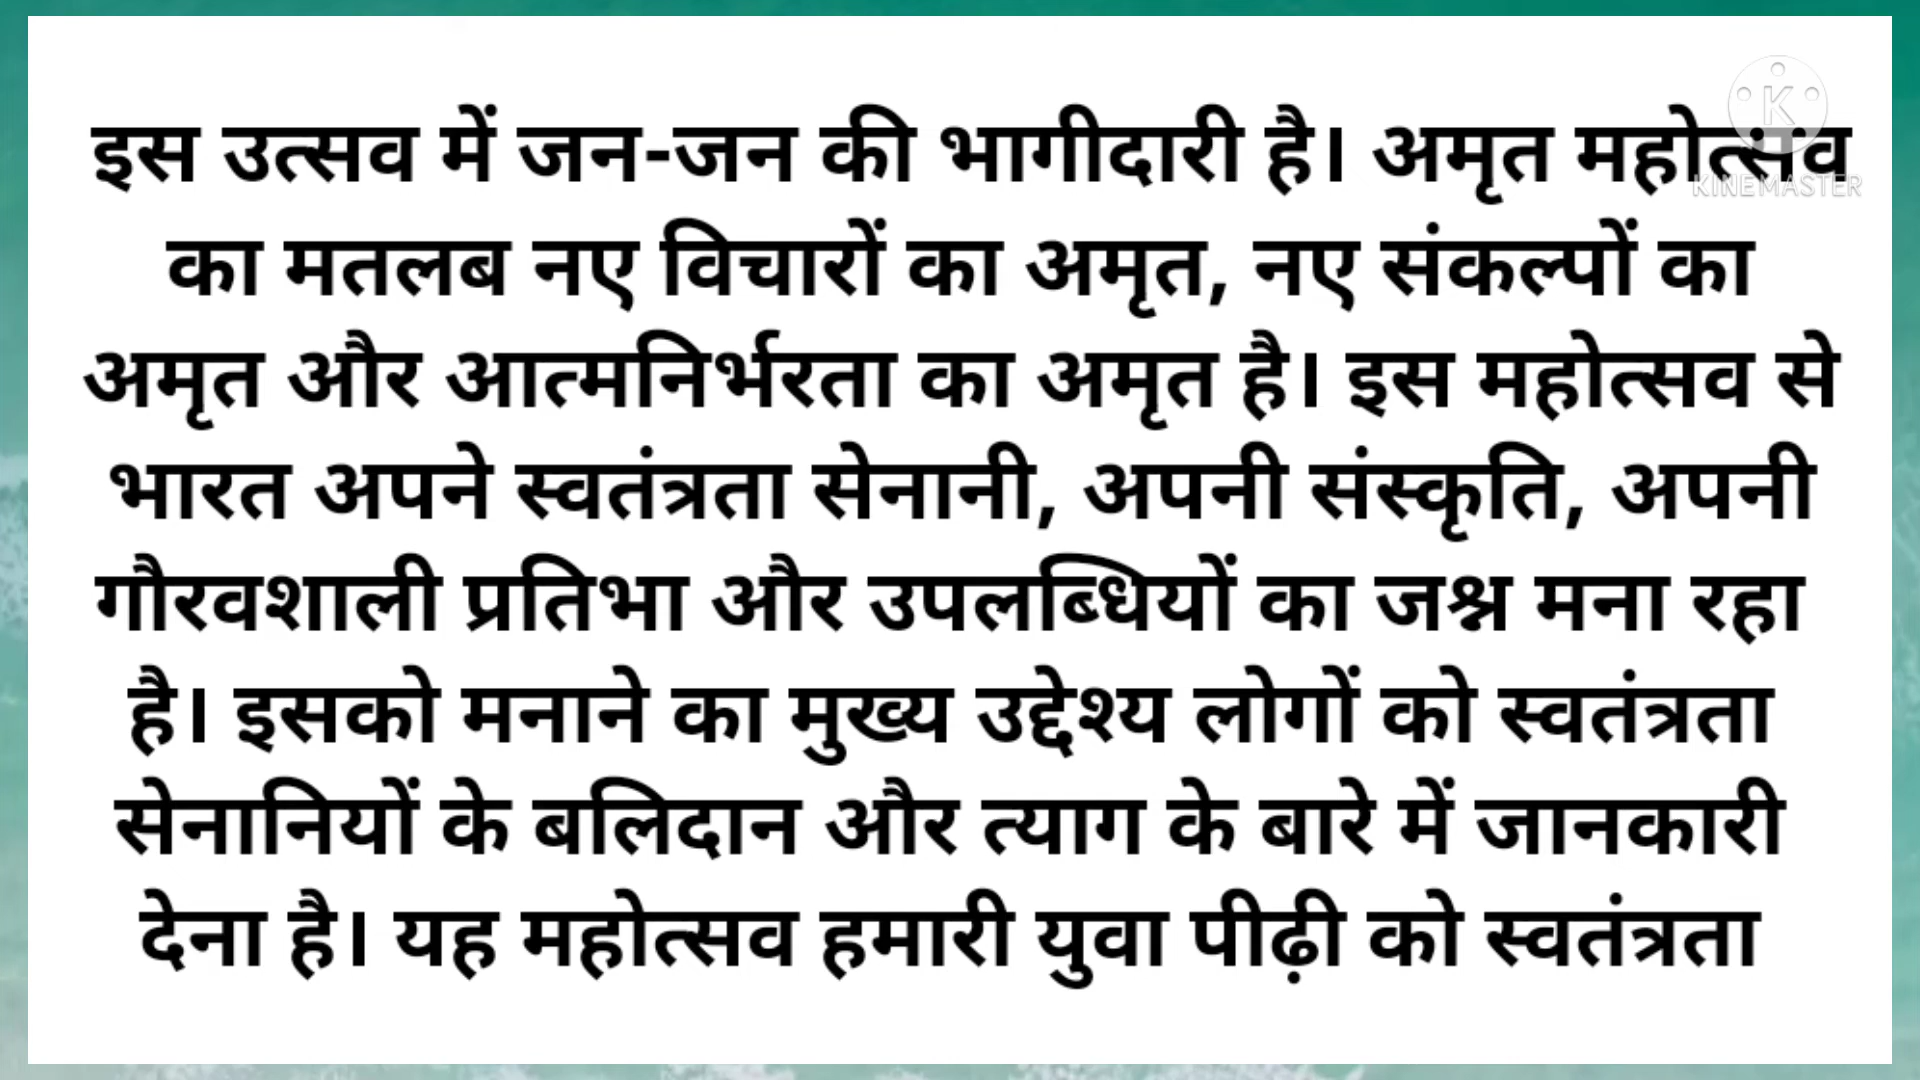 इस उत्सव में जन-जन की भागीदारी है। अमृत महोत्सव
का मतलब नए विचारों का अमृत, नए संकल्पों का
अमृत और आत्मनिर्भरता का अमृत है। इस महोत्सव से
भारत अपने स्वतंत्रता सेनानी, अपनी संस्कृति, अपनी
गौरवशाली प्रतिभा और उपलब्धियों का जश्न मना रहा
है। इसको मनाने का मुख्य उद्देश्य लोगों को स्वतंत्रता
सेनानियों के बलिदान और त्याग के बारे में जानकारी
देना है। यह महोत्सव हमारी युवा पीढ़ी को स्वतंत्रता
K
KINEMASTER